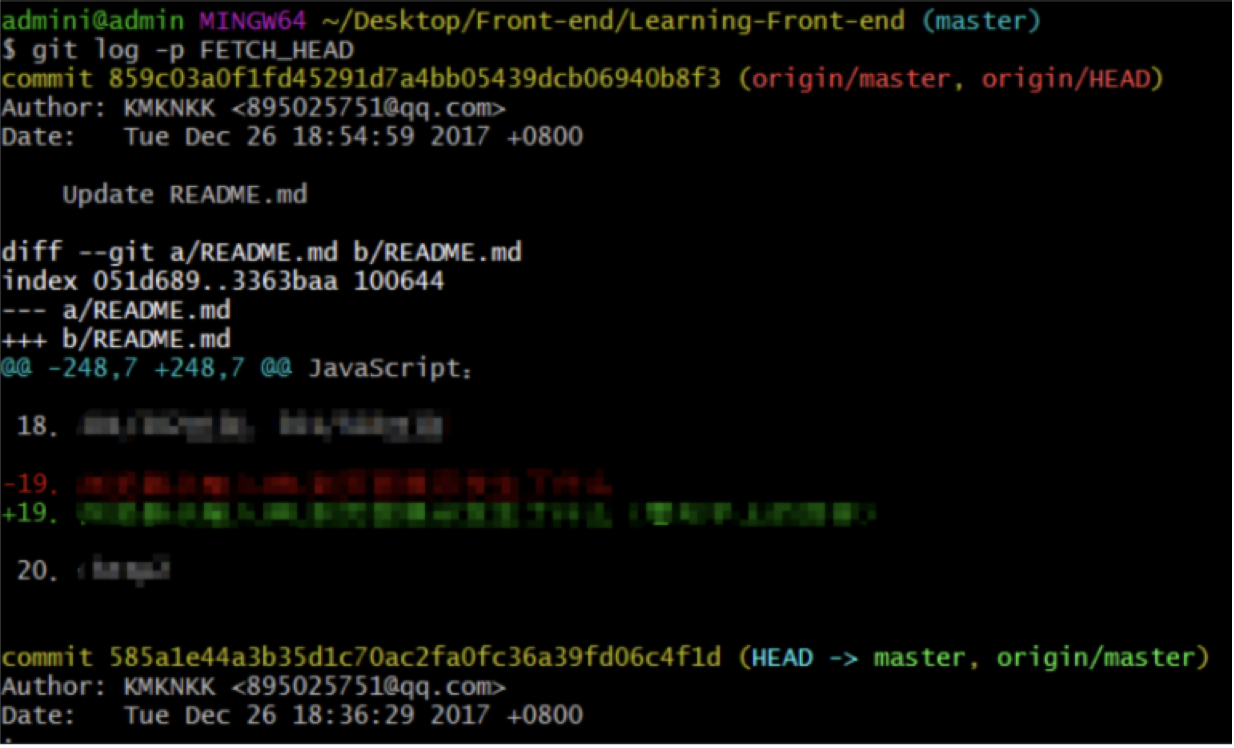 admini@admin MINGW64 ~/Desktop/Front-end/Learning-Front-end (master)
$ git log -p FETCH_HEAD
commit 859c03a0f1fd45291d7a4bb05439dcb06940b8f3 (origin/master, origin/HEAD)
Author: KMKNKK <895025751@qq.com>
Date:   Tue Dec 26 18:54:59 2017 +0800
Update README.md
diff --git a/README.md b/README.md
index 051d689..3363baa 100644
--- a/README.md
+++ b/README.md
@@ -248,7 +248,7 @@ JavaScript：
18.
-19.
+19.
20.
commit 585a1e44a3b35d1c70ac2fa0fc36a39fd06c4f1d (HEAD -> master, origin/master)
Author: KMKNKK <895025751@qq.com>
Date:   Tue Dec 26 18:36:29 2017 +0800